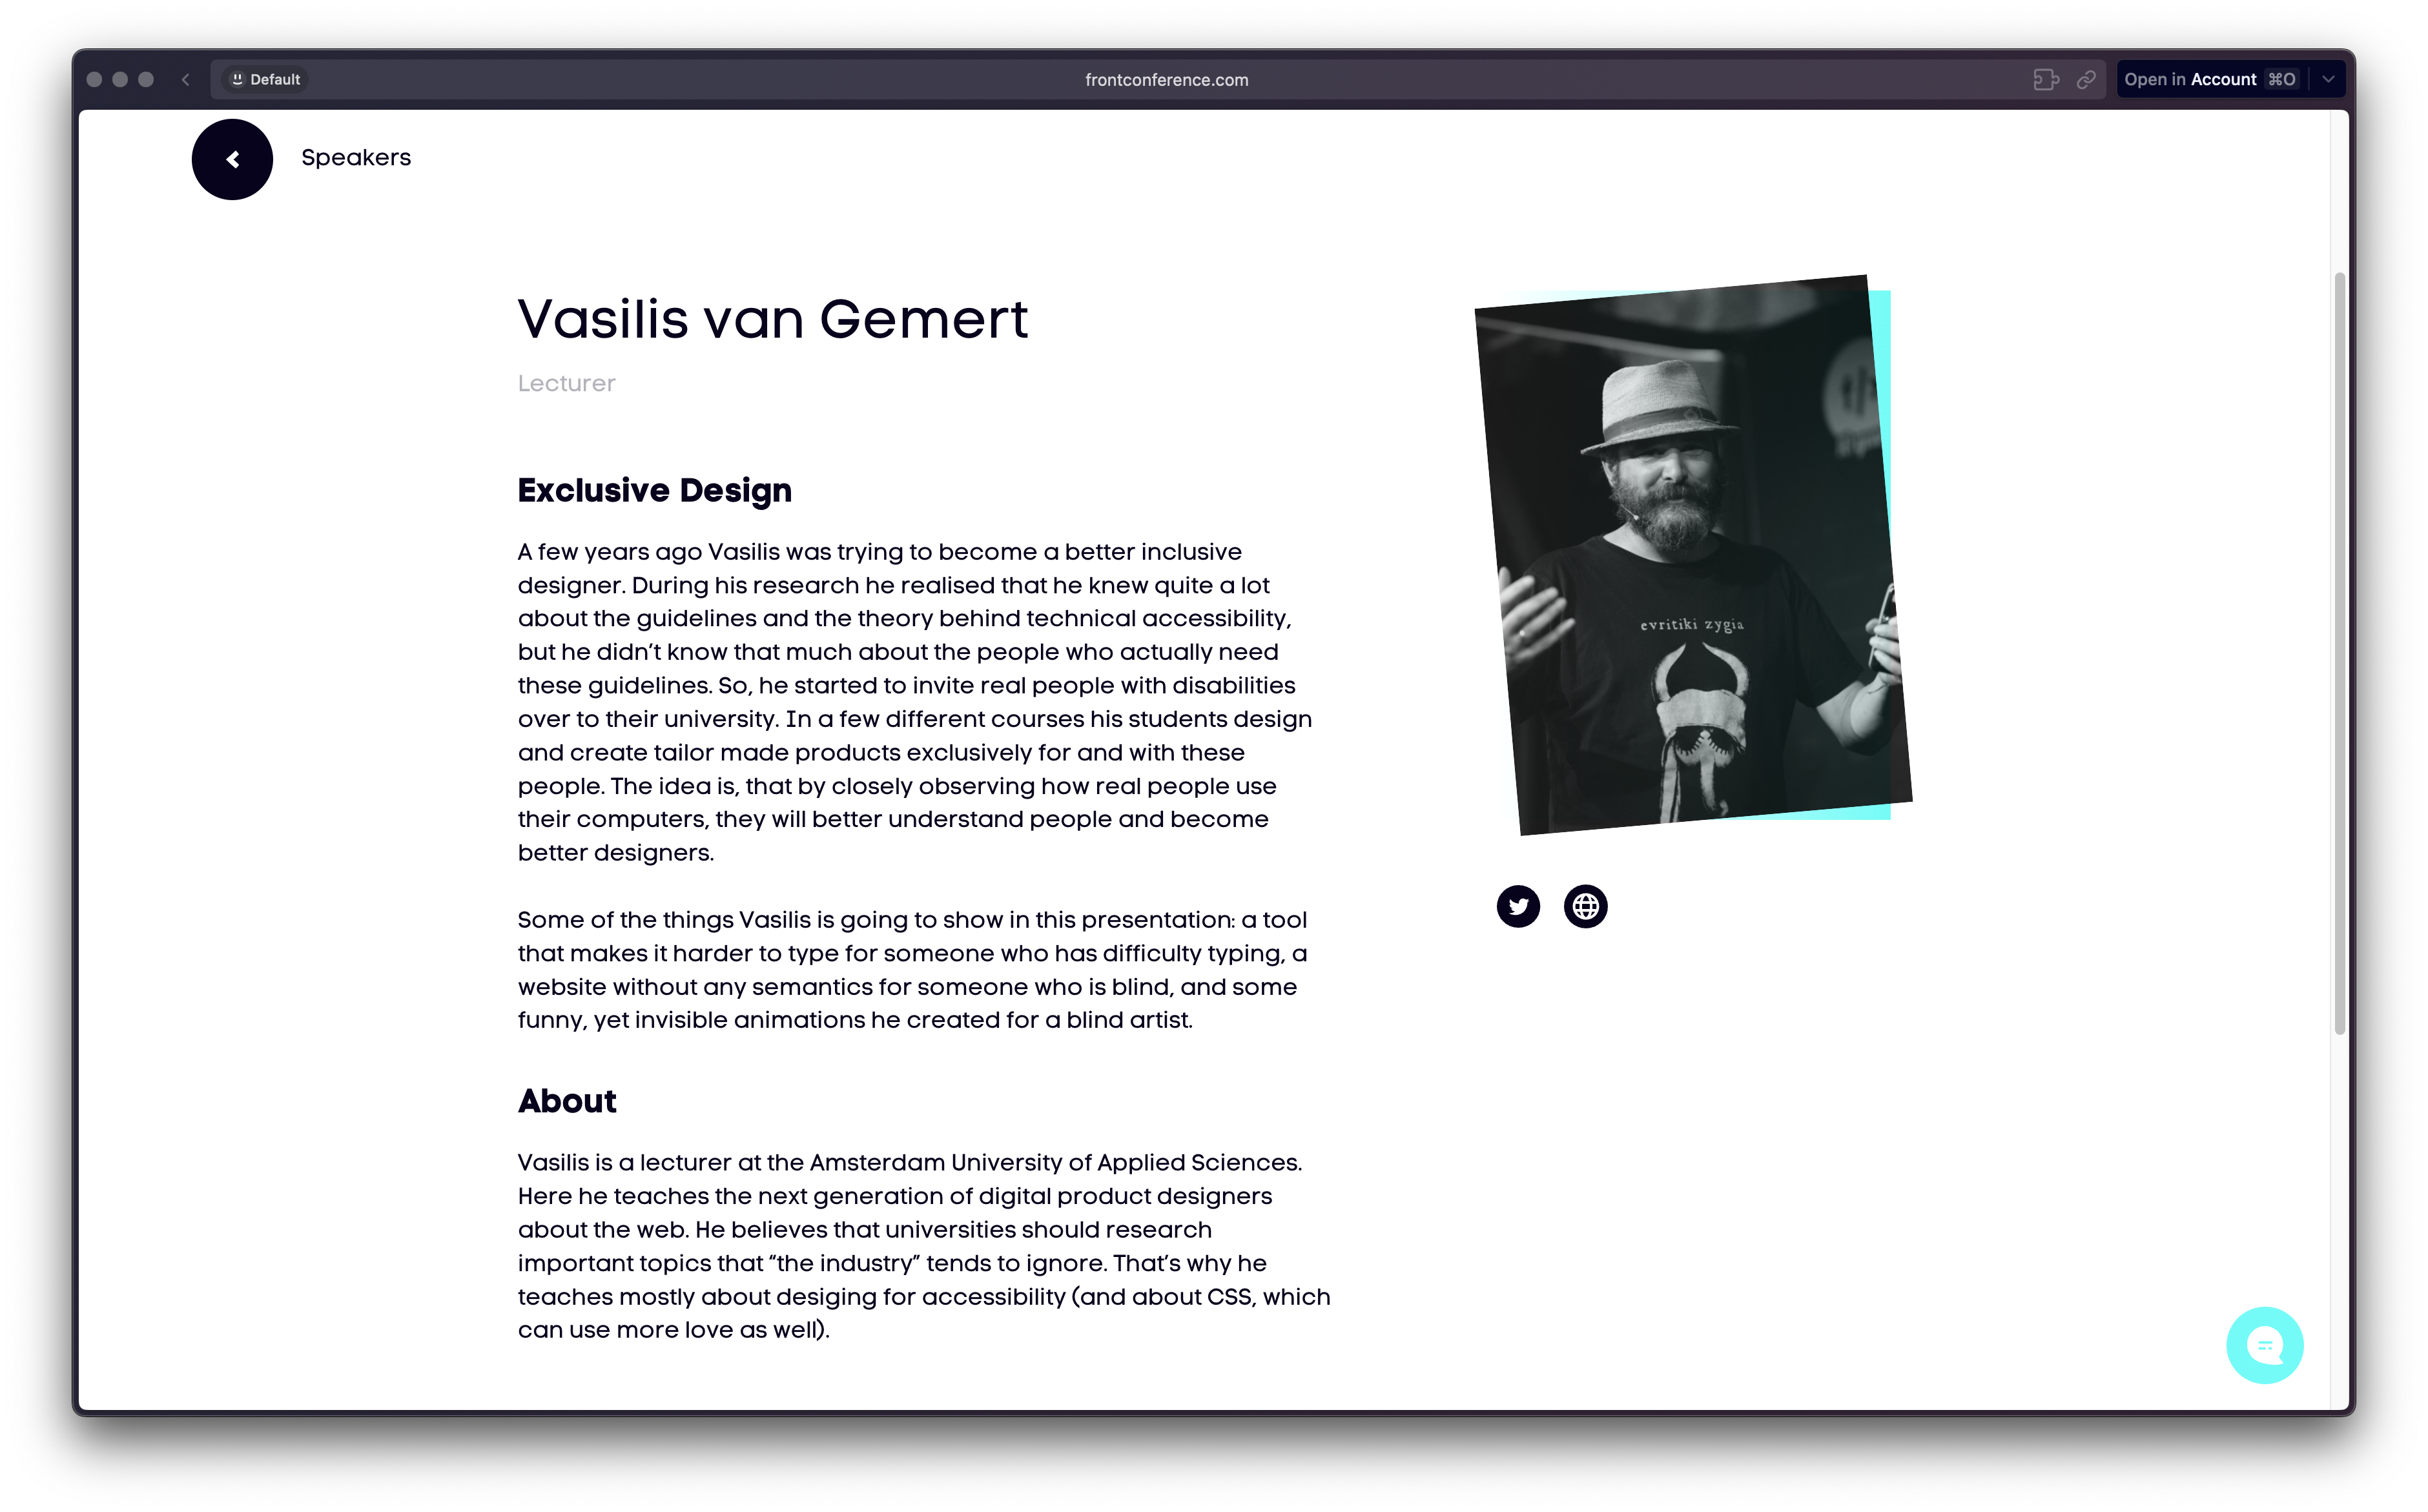 Default
frontconference.com
Open in Account ⌘O
Speakers
Vasilis van Gemert
Lecturer
Exclusive Design
A few years ago Vasilis was trying to become a better inclusive
designer. During his research he realised that he knew quite a lot
about the guidelines and the theory behind technical accessibility,
but he didn’t know that much about the people who actually need
these guidelines. So, he started to invite real people with disabilities
over to their university. In a few different courses his students design
and create tailor made products exclusively for and with these
people. The idea is, that by closely observing how real people use
their computers, they will better understand people and become
better designers.
Some of the things Vasilis is going to show in this presentation: a tool
that makes it harder to type for someone who has difficulty typing, a
website without any semantics for someone who is blind, and some
funny, yet invisible animations he created for a blind artist.
About
Vasilis is a lecturer at the Amsterdam University of Applied Sciences.
Here he teaches the next generation of digital product designers
about the web. He believes that universities should research
important topics that “the industry” tends to ignore. That’s why he
teaches mostly about desiging for accessibility (and about CSS, which
can use more love as well).
evritiki zygia